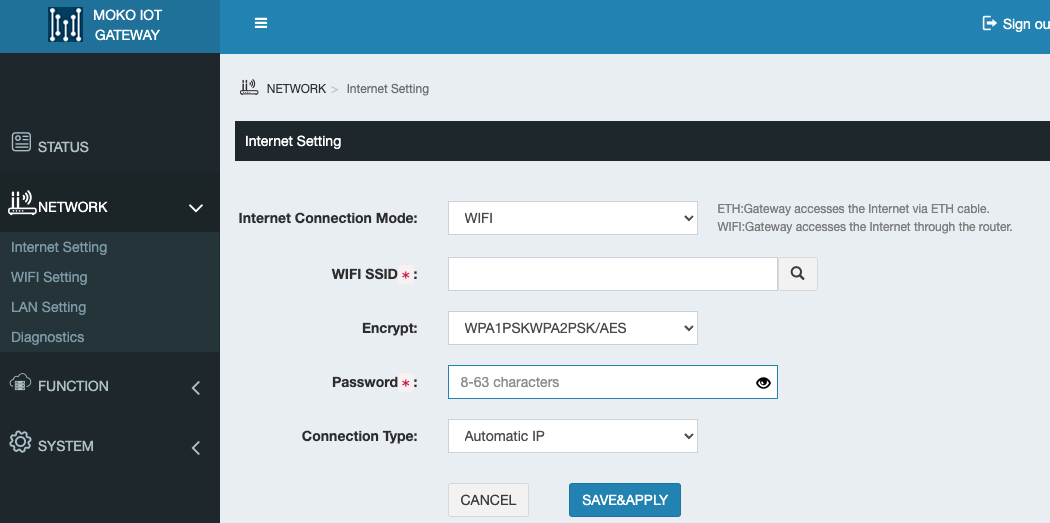 MOKO IOT
GATEWAY
Sign ou
NETWORK > Internet Setting
STATUS
NETWORK
Internet Setting
WIFI Setting
LAN Setting
Diagnostics
FUNCTION
SYSTEM
Internet Setting
Internet Connection Mode:
WIFI
ETH:Gateway accesses the Internet via ETH cable.
WIFI:Gateway accesses the Internet through the router.
WIFI SSID * :
Encrypt:
WPA1PSKWPA2PSK/AES
Password * :
8-63 characters
Connection Type:
Automatic IP
CANCEL
SAVE&APPLY